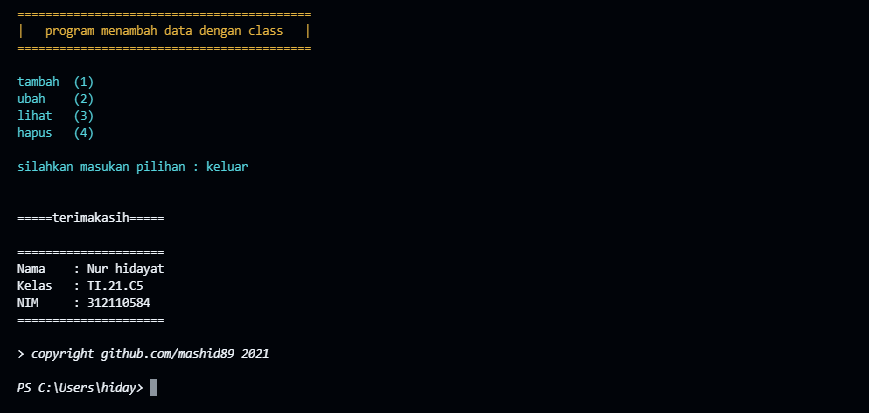 ==========================================
|   program menambah data dengan class   |
==========================================
tambah  (1)
ubah    (2)
lihat   (3)
hapus   (4)
silahkan masukan pilihan : keluar
=====terimakasih=====
=====================
Nama    : Nur hidayat
Kelas   : TI.21.C5
NIM     : 312110584
=====================
> copyright github.com/mashid89 2021
PS C:\Users\hiday>